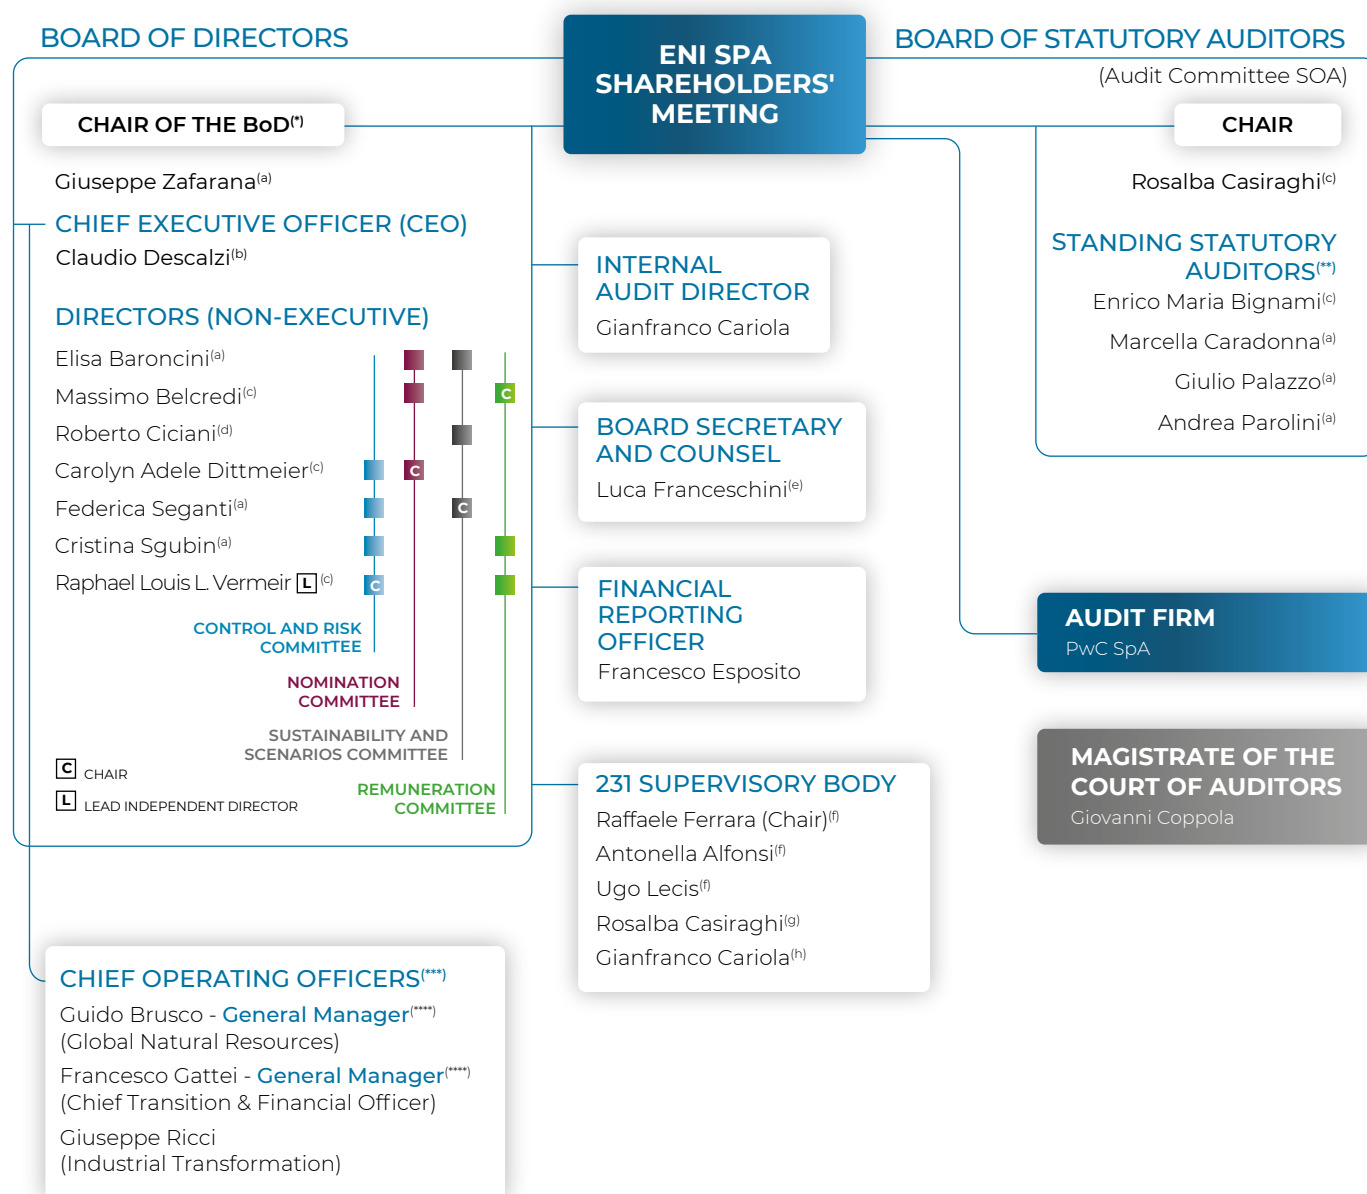 BOARD OF DIRECTORS
ENI SPA
SHAREHOLDERS'
MEETING
BOARD OF STATUTORY AUDITORS
(Audit Committee SOA)
CHAIR OF THE BoD(*)
Giuseppe Zafarana(a)
CHIEF EXECUTIVE OFFICER (CEO)
Claudio Descalzi(b)
DIRECTORS (NON-EXECUTIVE)
Elisa Baroncini(a)
Massimo Belcredi(c)
C
Roberto Ciciani(d)
Carolyn Adele Dittmeier(c)
C
Federica Seganti(a)
C
Cristina Sgubin(a)
Raphael Louis L. Vermeir L (c)
C
CONTROL AND RISK
COMMITTEE
NOMINATION
COMMITTEE
SUSTAINABILITY AND
SCENARIOS COMMITTEE
REMUNERATION
COMMITTEE
C CHAIR
L LEAD INDEPENDENT DIRECTOR
CHIEF OPERATING OFFICERS(***)
Guido Brusco - General Manager(****)
(Global Natural Resources)
Francesco Gattei - General Manager(****)
(Chief Transition & Financial Officer)
Giuseppe Ricci
(Industrial Transformation)
INTERNAL
AUDIT DIRECTOR
Gianfranco Cariola
BOARD SECRETARY
AND COUNSEL
Luca Franceschini(e)
FINANCIAL
REPORTING
OFFICER
Francesco Esposito
231 SUPERVISORY BODY
Raffaele Ferrara (Chair)(f)
Antonella Alfonsi(f)
Ugo Lecis(f)
Rosalba Casiraghi(g)
Gianfranco Cariola(h)
CHAIR
Rosalba Casiraghi(c)
STANDING STATUTORY
AUDITORS(**)
Enrico Maria Bignami(c)
Marcella Caradonna(a)
Giulio Palazzo(a)
Andrea Parolini(a)
AUDIT FIRM
PwC SpA
MAGISTRATE OF THE
COURT OF AUDITORS
Giovanni Coppola